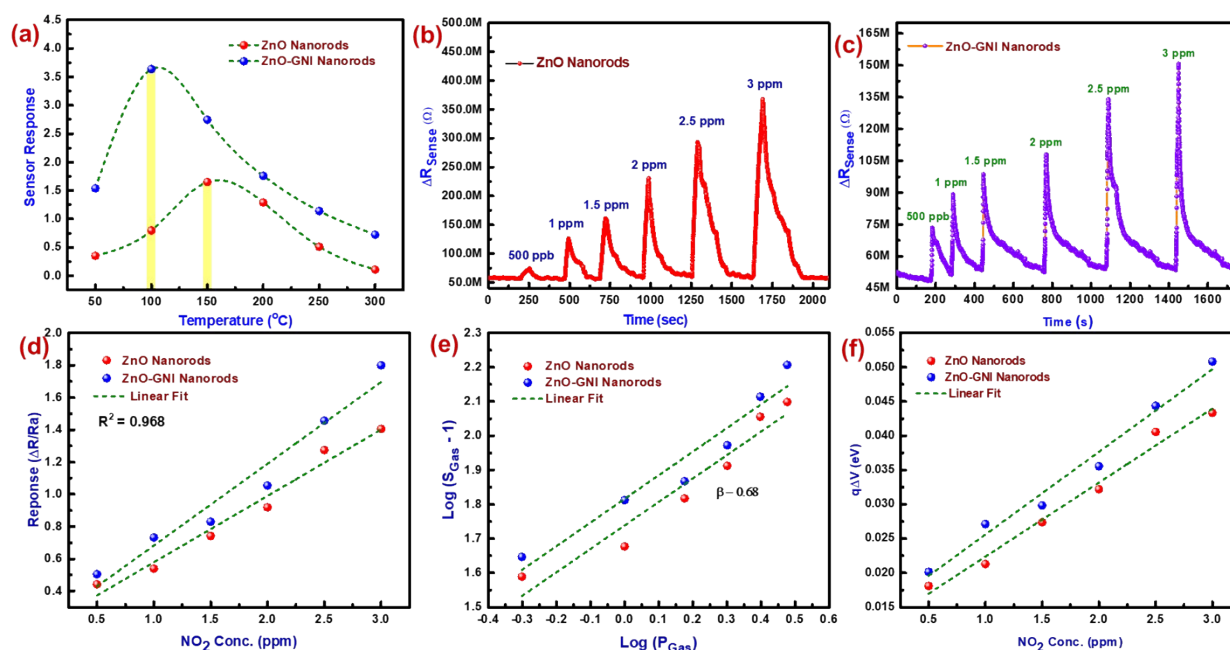 (a)
4.5
4.0
3.5
3.0
2.5
2.0
1.5
1.0
0.5
0.0
Sensor Response
ZnO Nanorods
ZnO-GNI Nanorods
50 100 150 200 250 300
Temperature (°C)
(b)
500.0M
450.0M
400.0M
350.0M
300.0M
250.0M
200.0M
150.0M
100.0M
50.0M
ΔR_Sense (Ω)
ZnO Nanorods
500 ppb
1 ppm
1.5 ppm
2 ppm
2.5 ppm
3 ppm
0 500 1000 1500 2000
Time (sec)
(c)
165M
150M
135M
120M
105M
90M
75M
60M
45M
ΔR_Sense (Ω)
ZnO-GNI Nanorods
500 ppb
1 ppm
1.5 ppm
2 ppm
2.5 ppm
3 ppm
0 200 400 600 800 1000 1200 1400 1600
Time (s)
(d)
2.0
1.8
1.6
1.4
1.2
1.0
0.8
0.6
0.4
Reponse (ΔR/Ra)
ZnO Nanorods
ZnO-GNI Nanorods
Linear Fit
R² = 0.968
0.5 1.0 1.5 2.0 2.5 3.0
NO₂ Conc. (ppm)
(e)
2.3
2.2
2.1
2.0
1.9
1.8
1.7
1.6
1.5
Log (S_Gas - 1)
ZnO Nanorods
ZnO-GNI Nanorods
Linear Fit
β – 0.68
-0.4 -0.3 -0.2 -0.1 0.0 0.1 0.2 0.3 0.4 0.5
Log (P_Gas)
(f)
0.055
0.050
0.045
0.040
0.035
0.030
0.025
0.020
0.015
qΔV (eV)
ZnO Nanorods
ZnO-GNI Nanorods
Linear Fit
0.5 1.0 1.5 2.0 2.5 3.0
NO₂ Conc. (ppm)